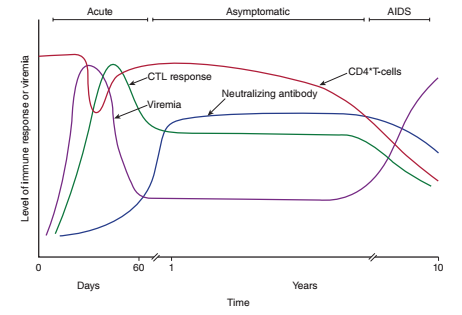 Acute
Asymptomatic
AIDS
CTL response
CD4⁺T-cells
Neutralizing antibody
Viremia
Level of immune response or viremia
0
60
1
10
Days
Years
Time